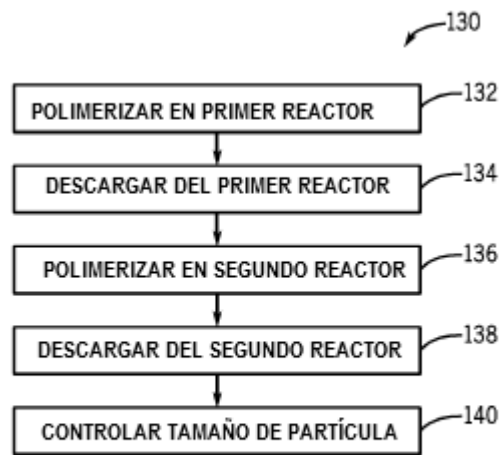 130
POLIMERIZAR EN PRIMER REACTOR
132
DESCARGAR DEL PRIMER REACTOR
134
POLIMERIZAR EN SEGUNDO REACTOR
136
DESCARGAR DEL SEGUNDO REACTOR
138
CONTROLAR TAMAÑO DE PARTÍCULA
140